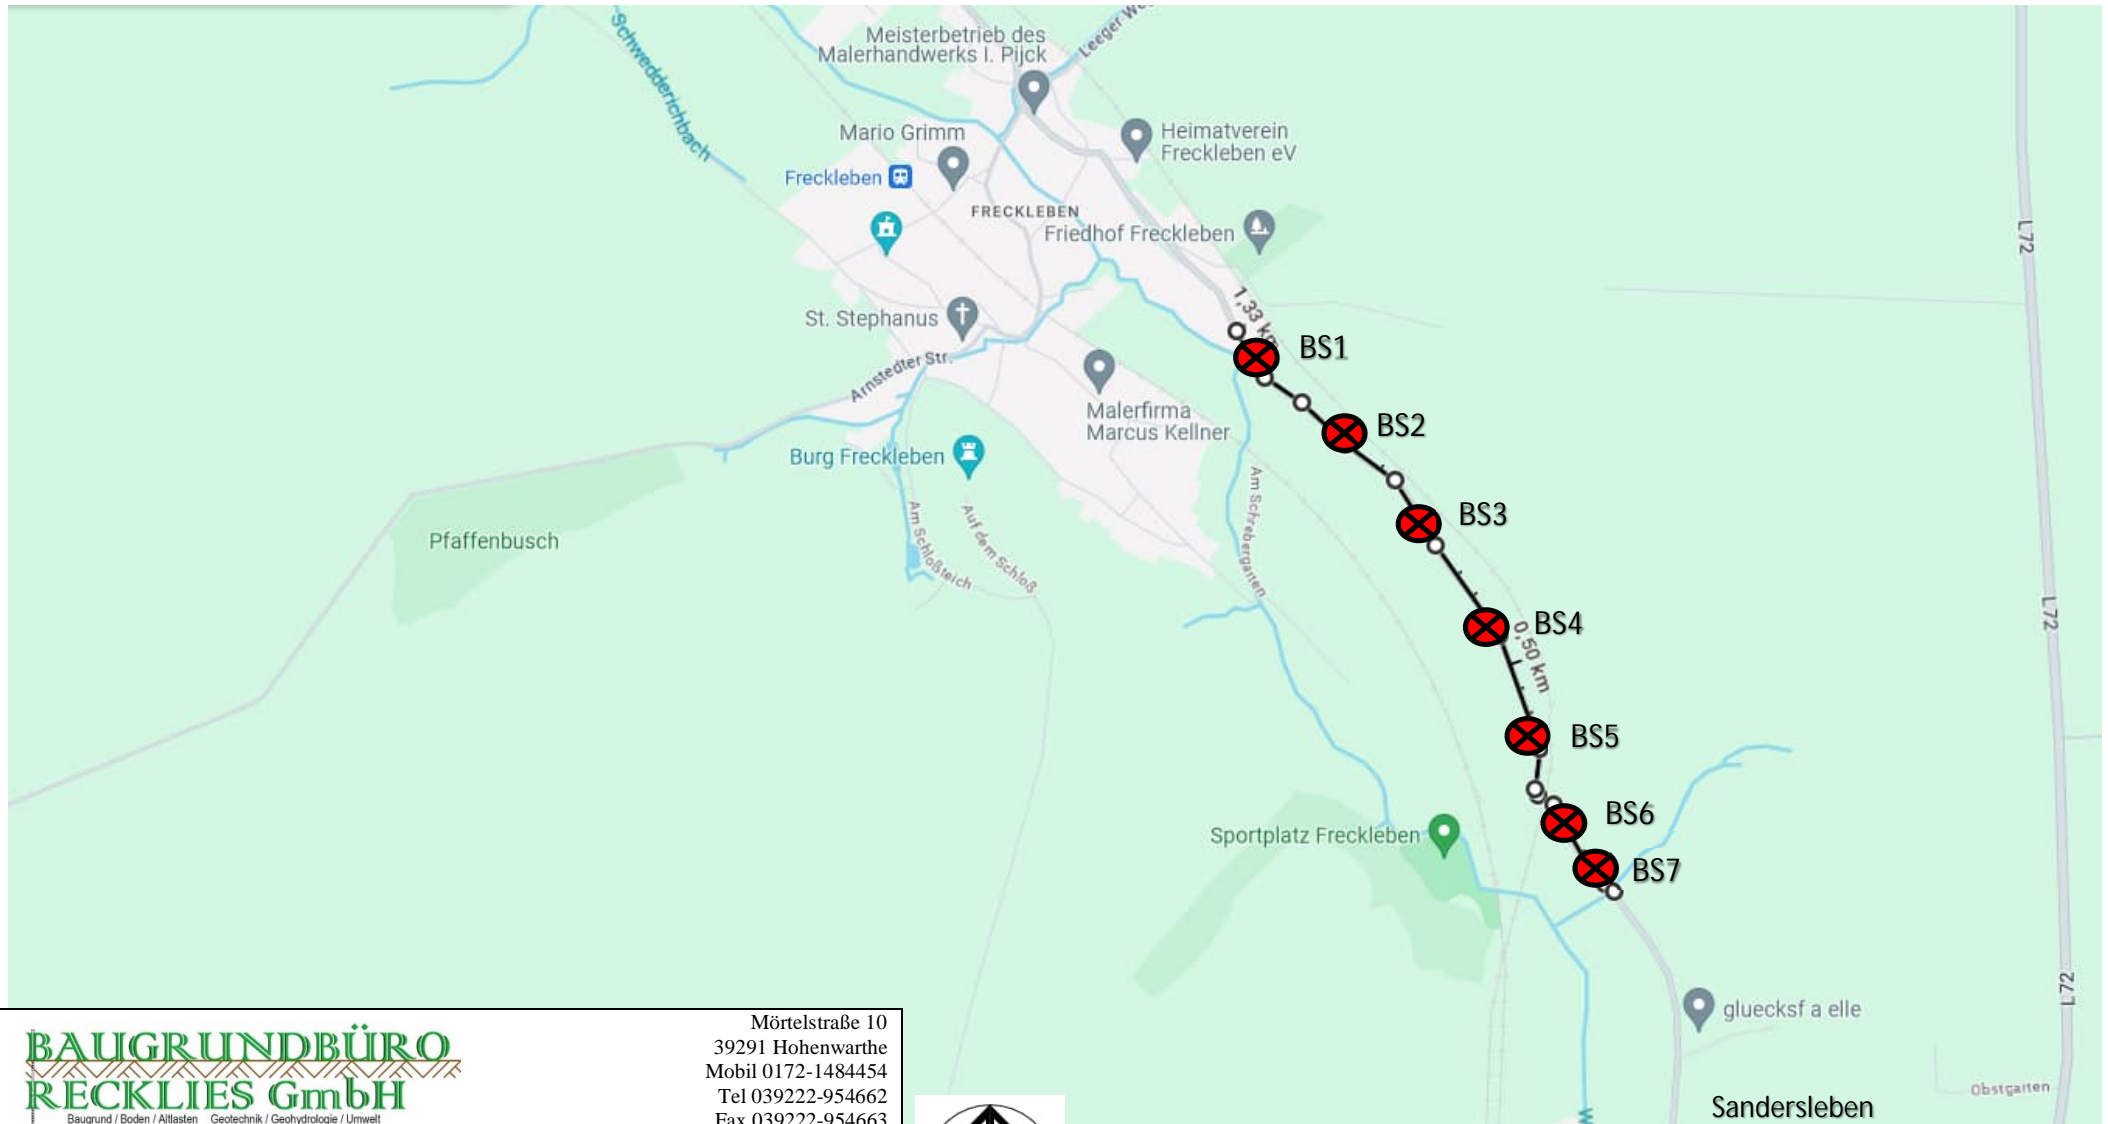 Schwedderichbach
Meisterbetrieb des
Malerhandwerks I. Pijck
Leeger
Mario Grimm
Heimatverein
Freckleben eV
Freckleben
FRECKLEBEN
Friedhof Freckleben
L 72
1,33 km
St. Stephanus
BS1
Arnstedter Str.
Malerfirma
Marcus Kellner
BS2
Burg Freckleben
Am Schrebergarten
BS3
Am Schloßteich
Auf dem Schloß
Pfaffenbusch
BS4
0,50 km
L 72
BS5
BS6
Sportplatz Freckleben
BS7
L 72
gluecksf a elle
Obstgarten
Sandersleben
W
BAUGRUNDBÜRO
RECKLIES GmbH
Baugrund / Boden / Altlasten Geotechnik / Geohydrologie / Umwelt
Mörtelstraße 10
39291 Hohenwarthe
Mobil 0172-1484454
Tel 039222-954662
Fax 039222-954663